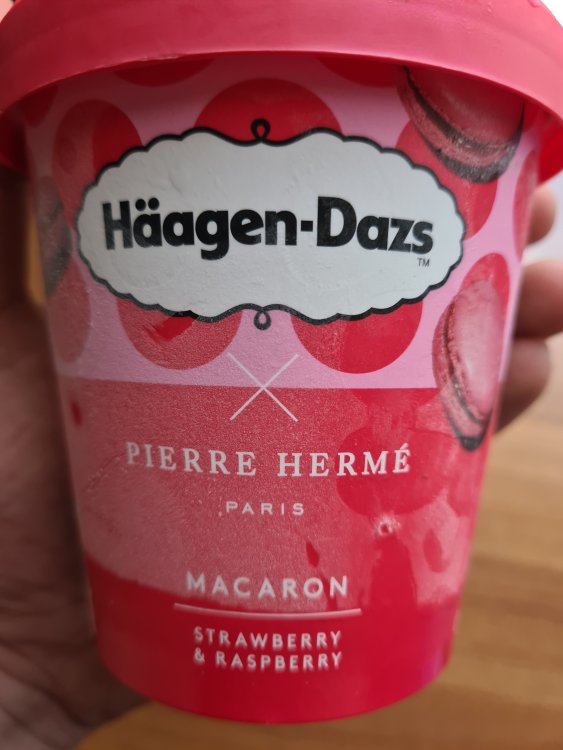 Häagen-Dazs
TM
PIERRE HERMÉ
PARIS
MACARON
STRAWBERRY
& RASPBERRY